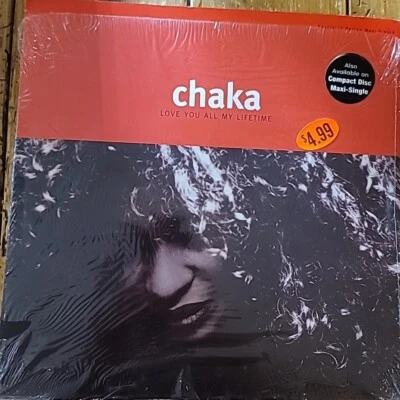 Also
Available on
Compact Disc
Maxi-Single
chaka
LOVE YOU ALL MY LIFETIME
$4.99